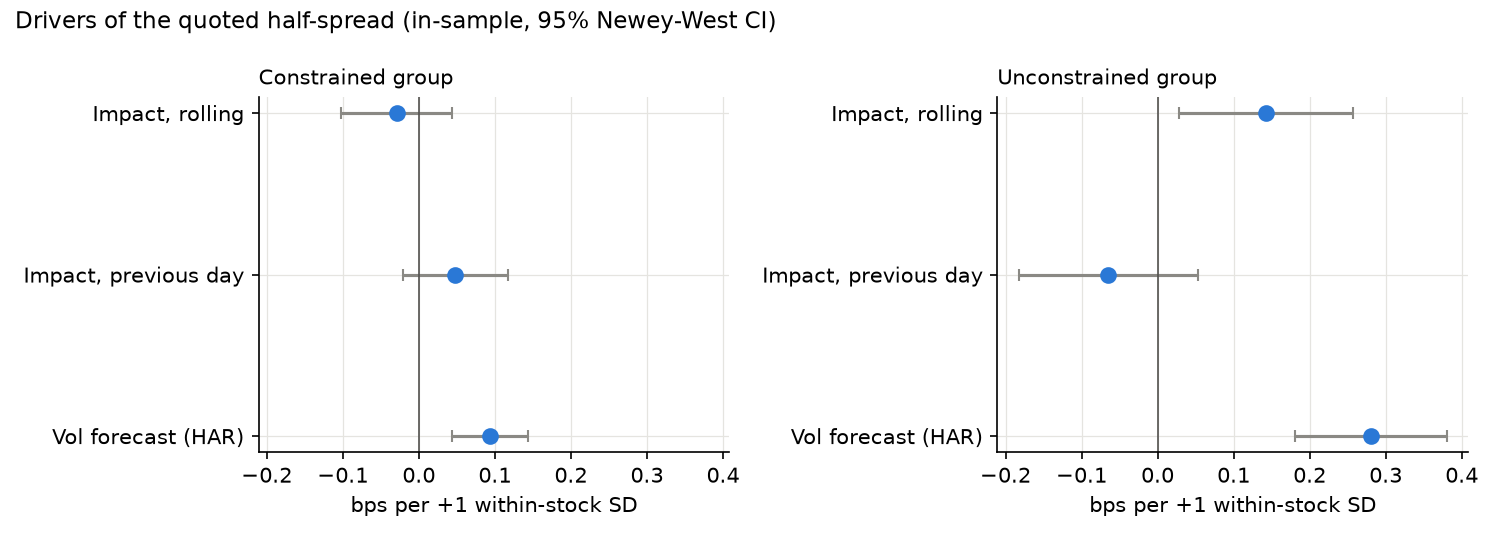 Drivers of the quoted half-spread (in-sample, 95% Newey-West CI)
Constrained group
Impact, rolling
Impact, previous day
Vol forecast (HAR)
−0.2 −0.1 0.0 0.1 0.2 0.3 0.4
bps per +1 within-stock SD
Unconstrained group
Impact, rolling
Impact, previous day
Vol forecast (HAR)
−0.2 −0.1 0.0 0.1 0.2 0.3 0.4
bps per +1 within-stock SD